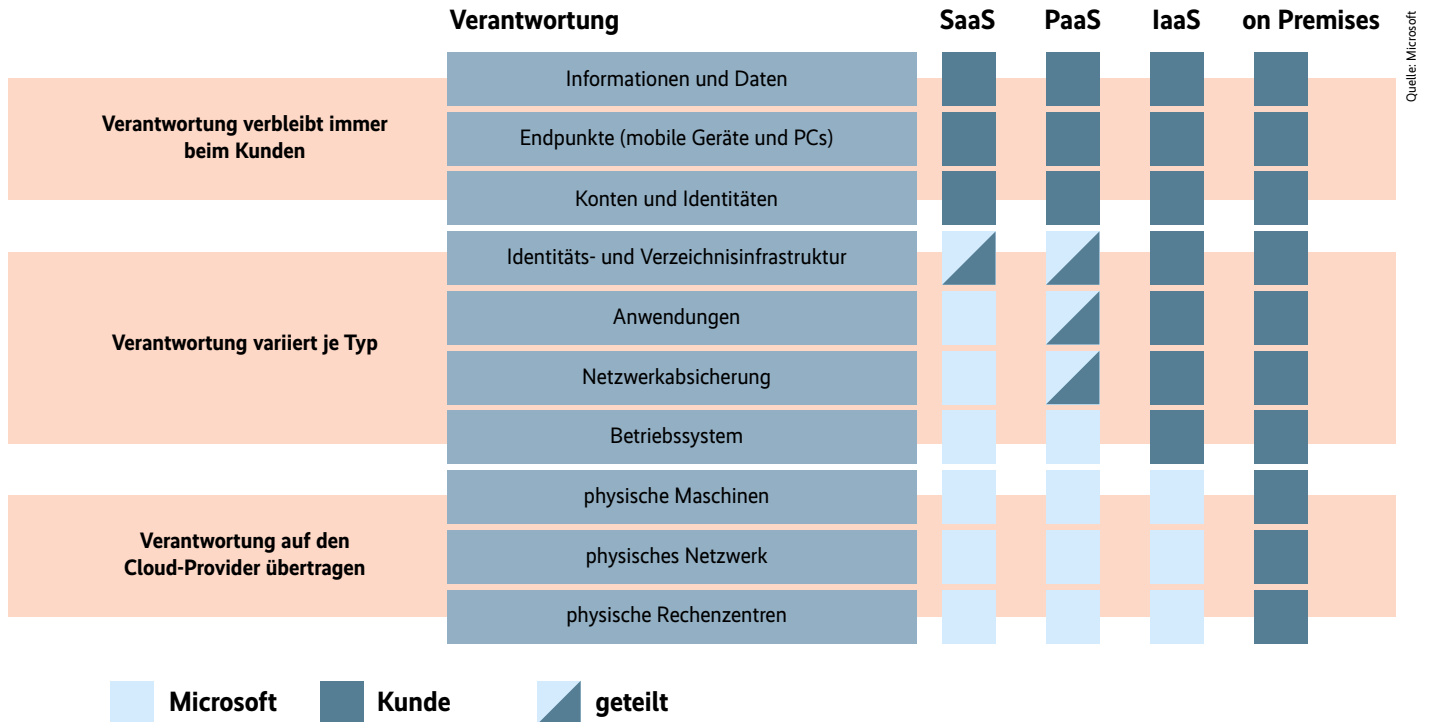 Verantwortung SaaS PaaS IaaS on Premises
Quelle: Microsoft
Verantwortung verbleibt immer
beim Kunden
Informationen und Daten
Endpunkte (mobile Geräte und PCs)
Konten und Identitäten
Verantwortung variiert je Typ
Identitäts- und Verzeichnisinfrastruktur
Anwendungen
Netzwerkabsicherung
Betriebssystem
Verantwortung auf den
Cloud-Provider übertragen
physische Maschinen
physisches Netzwerk
physische Rechenzentren
Microsoft Kunde geteilt